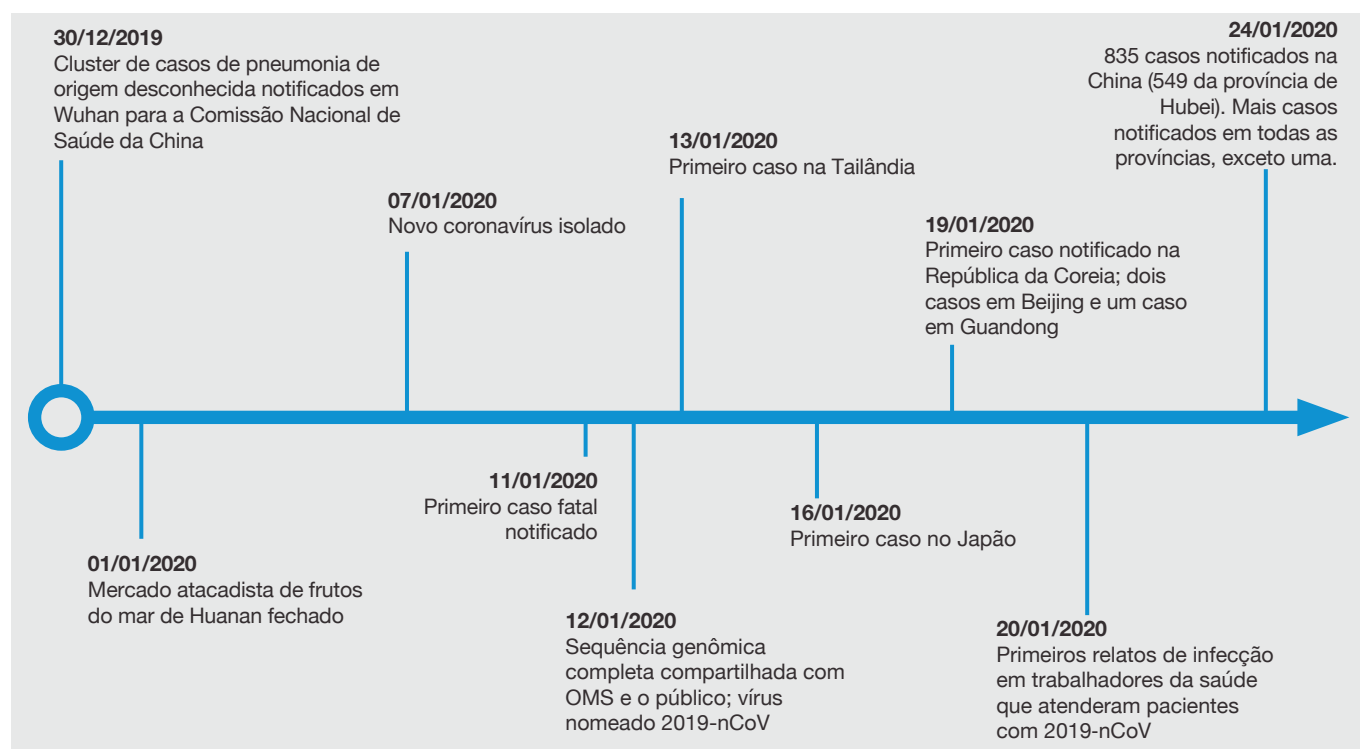 30/12/2019
Cluster de casos de pneumonia de
origem desconhecida notificados em
Wuhan para a Comissão Nacional de
Saúde da China
01/01/2020
Mercado atacadista de frutos
do mar de Huanan fechado
07/01/2020
Novo coronavírus isolado
11/01/2020
Primeiro caso fatal
notificado
12/01/2020
Sequência genômica
completa compartilhada com
OMS e o público; vírus
nomeado 2019-nCoV
13/01/2020
Primeiro caso na Tailândia
16/01/2020
Primeiro caso no Japão
19/01/2020
Primeiro caso notificado na
República da Coreia; dois
casos em Beijing e um caso
em Guandong
20/01/2020
Primeiros relatos de infecção
em trabalhadores da saúde
que atenderam pacientes
com 2019-nCoV
24/01/2020
835 casos notificados na
China (549 da província de
Hubei). Mais casos
notificados em todas as
províncias, exceto uma.